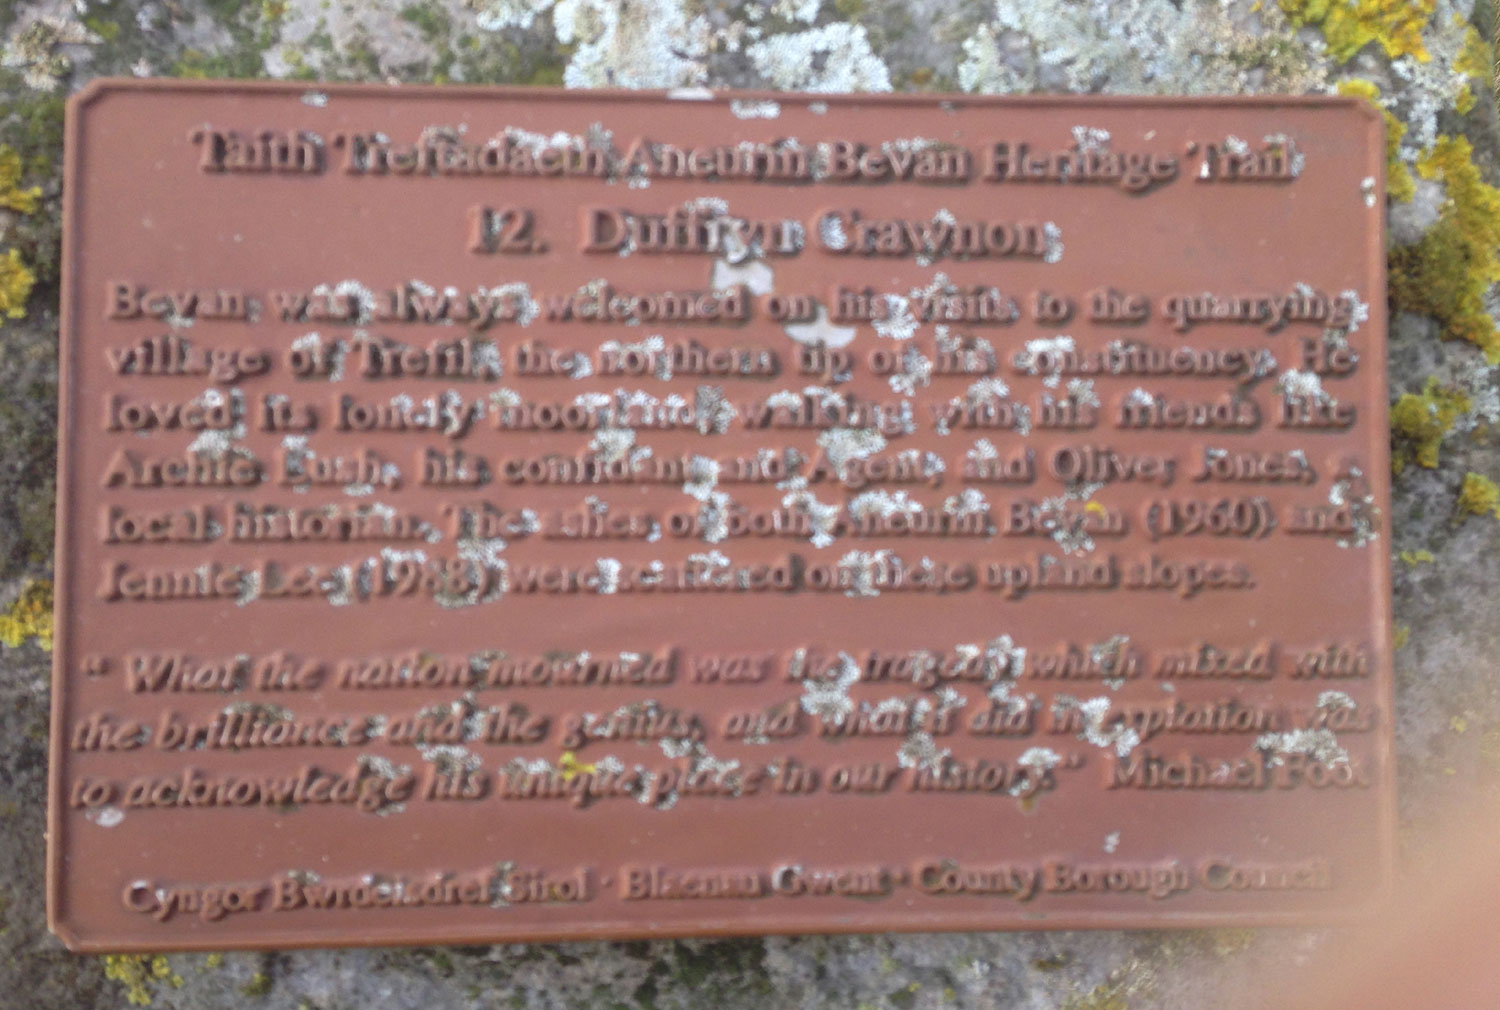 Taith Treftadaeth Aneurin Bevan Heritage Trail
12. Duffryn Crawnon
Bevan was always welcomed on his visits to the quarrying
village of Trefil, the northern tip of his constituency. He
loved its lonely moorland, walking with his friends like
Archie Lush, his confidant and Agent, and Oliver Jones, a
local historian. The ashes of both Aneurin Bevan (1960) and
Jennie Lee (1988) were scattered on these upland slopes.
" What the nation mourned was the tragedy which mixed with
the brilliance and the genius, and what it did in expiation was
to acknowledge his unique place in our history." Michael Foot
Cyngor Bwrdeisdref Sirol · Blaenau Gwent · County Borough Council